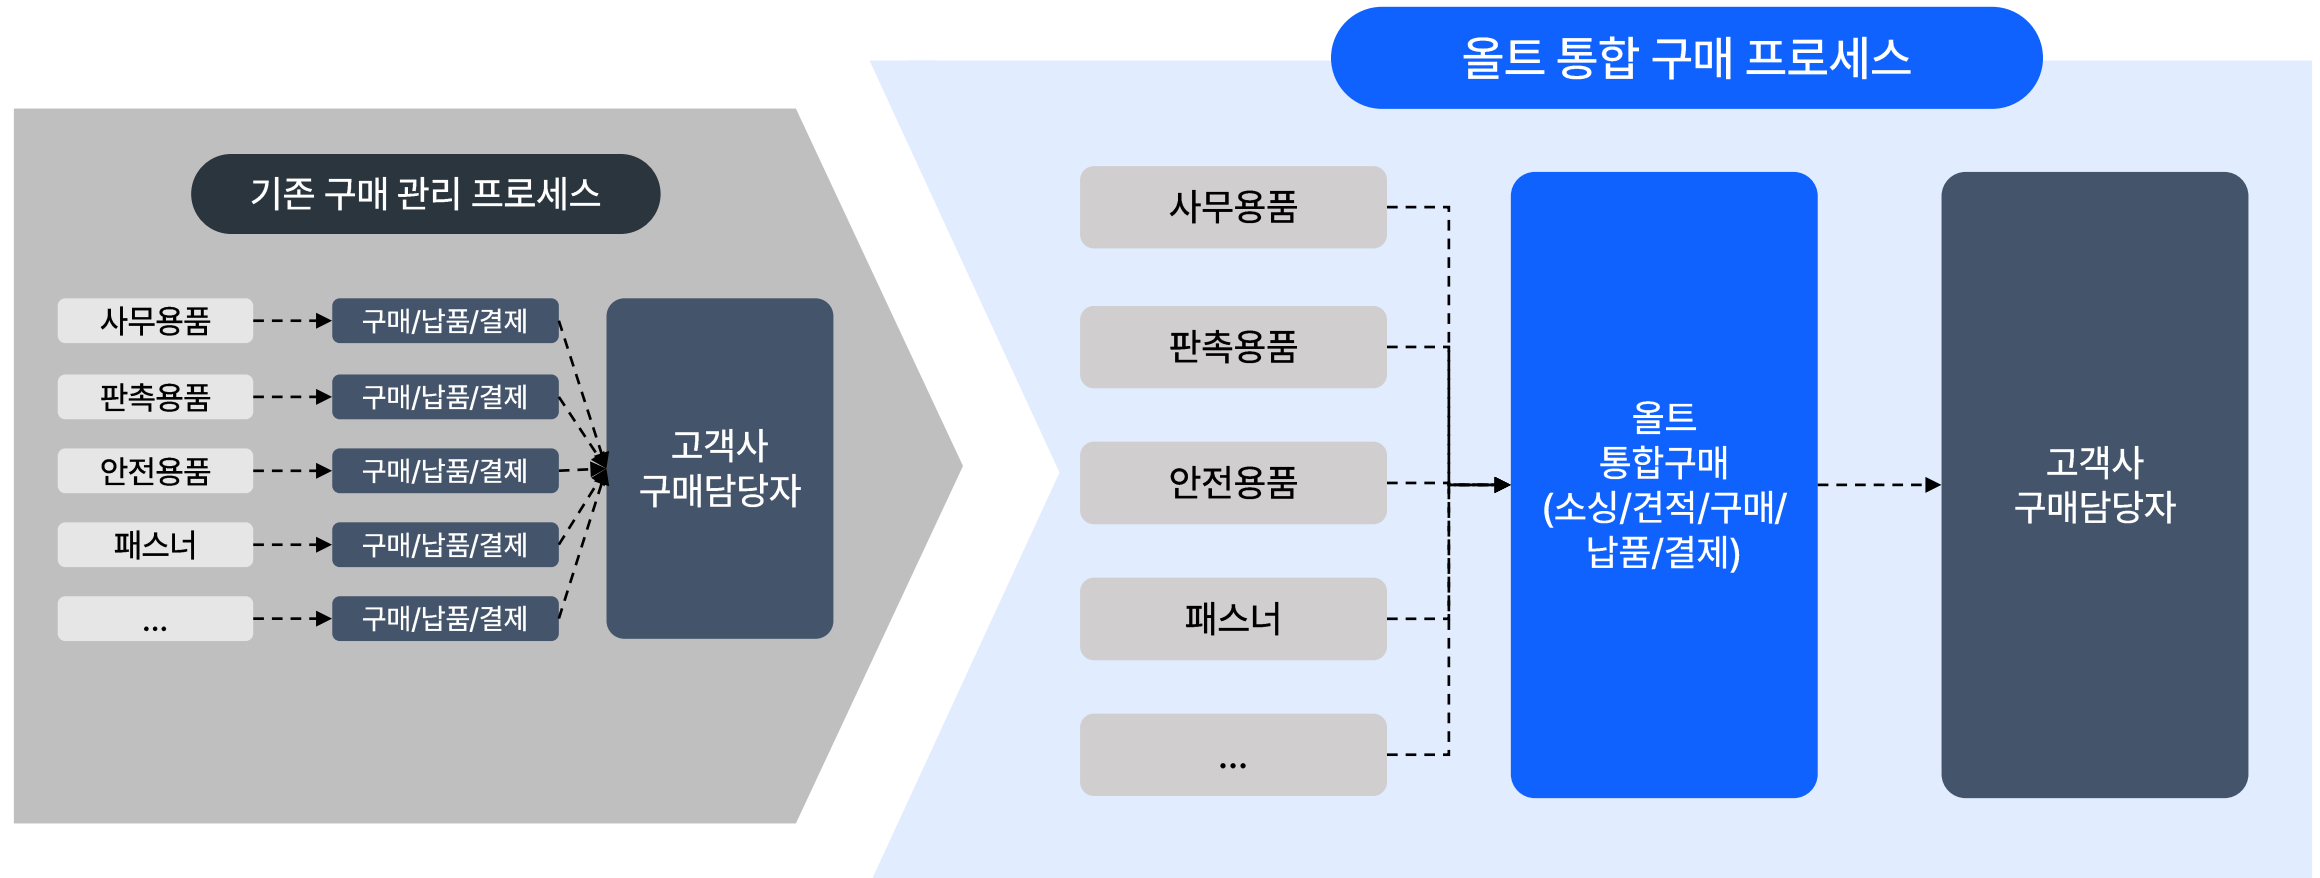 기존 구매 관리 프로세스
사무용품
구매/납품/결제
판촉용품
구매/납품/결제
안전용품
구매/납품/결제
패스너
구매/납품/결제
...
구매/납품/결제
고객사
구매담당자
올트 통합 구매 프로세스
사무용품
판촉용품
안전용품
패스너
...
올트
통합구매
(소싱/견적/구매/
납품/결제)
고객사
구매담당자